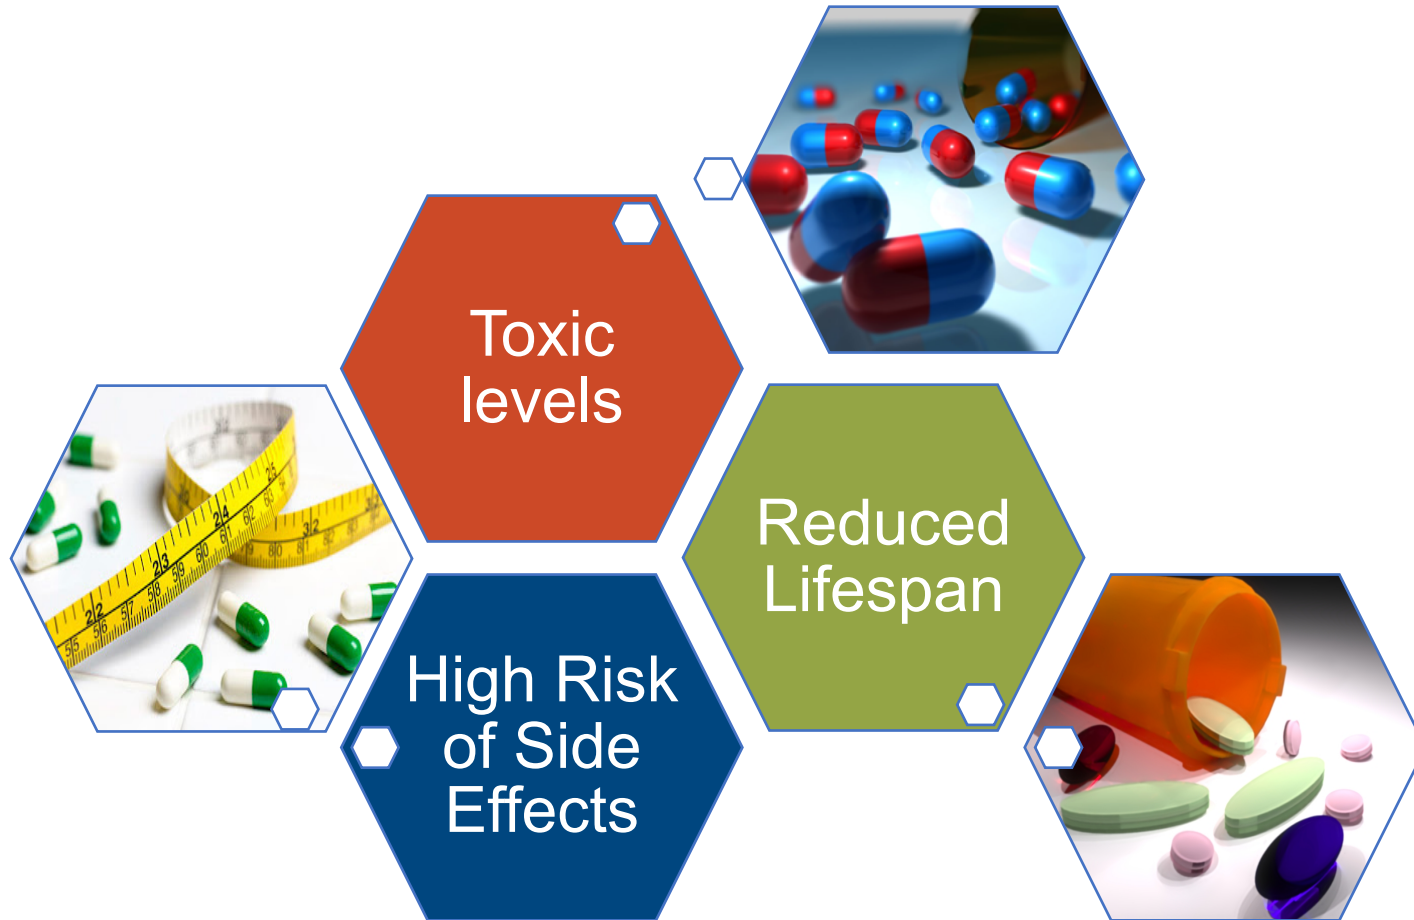 Toxic
levels
Reduced
Lifespan
High Risk
of Side
Effects